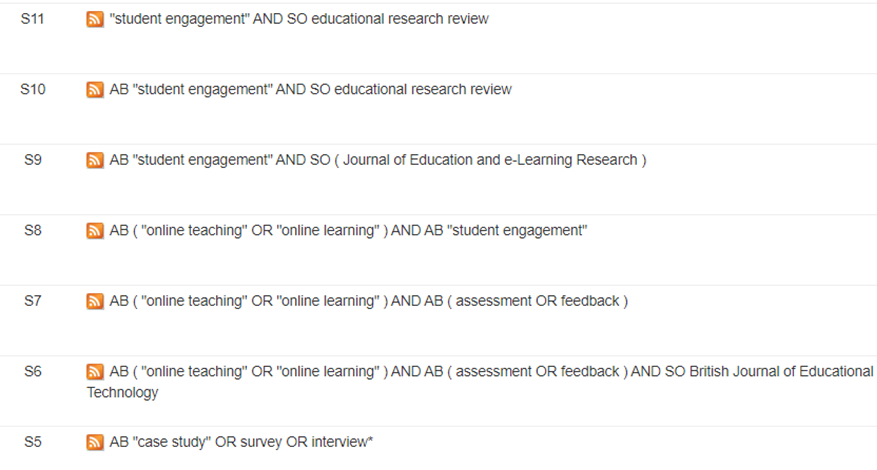 S11 "student engagement" AND SO educational research review
S10 AB "student engagement" AND SO educational research review
S9 AB "student engagement" AND SO ( Journal of Education and e-Learning Research )
S8 AB ( "online teaching" OR "online learning" ) AND AB "student engagement"
S7 AB ( "online teaching" OR "online learning" ) AND AB ( assessment OR feedback )
S6 AB ( "online teaching" OR "online learning" ) AND AB ( assessment OR feedback ) AND SO British Journal of Educational
Technology
S5 AB "case study" OR survey OR interview*